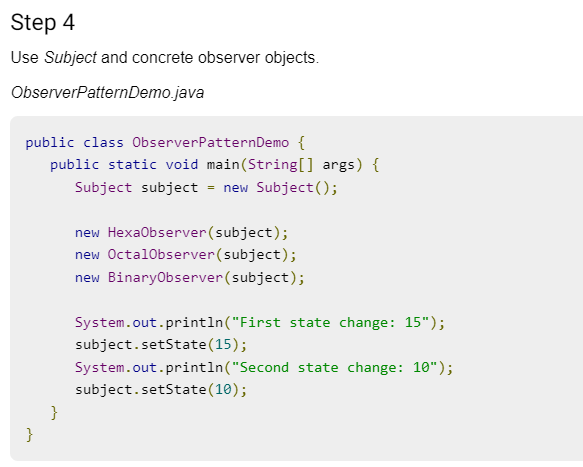 Step 4
Use Subject and concrete observer objects.
ObserverPatternDemo.java
public class ObserverPatternDemo {
   public static void main(String[] args) {
      Subject subject = new Subject();

      new HexaObserver(subject);
      new OctalObserver(subject);
      new BinaryObserver(subject);

      System.out.println("First state change: 15");
      subject.setState(15);
      System.out.println("Second state change: 10");
      subject.setState(10);
   }
}